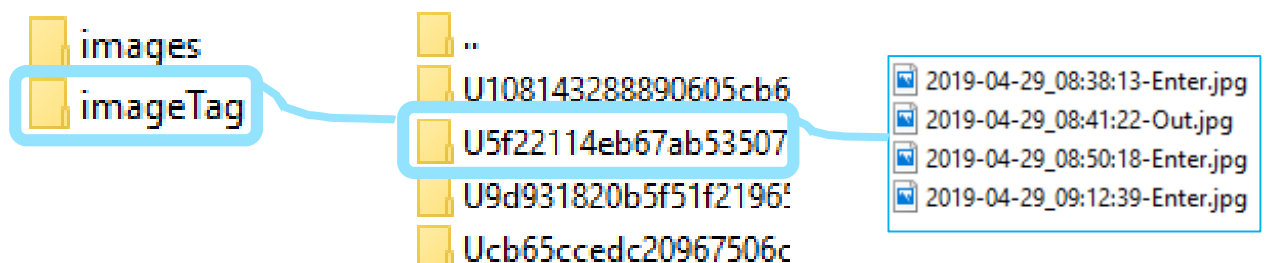 images
imageTag
..
U108143288890605cb6
U5f22114eb67ab53507
U9d931820b5f51f21965
Ucb65ccedc20967506c
2019-04-29_08:38:13-Enter.jpg
2019-04-29_08:41:22-Out.jpg
2019-04-29_08:50:18-Enter.jpg
2019-04-29_09:12:39-Enter.jpg